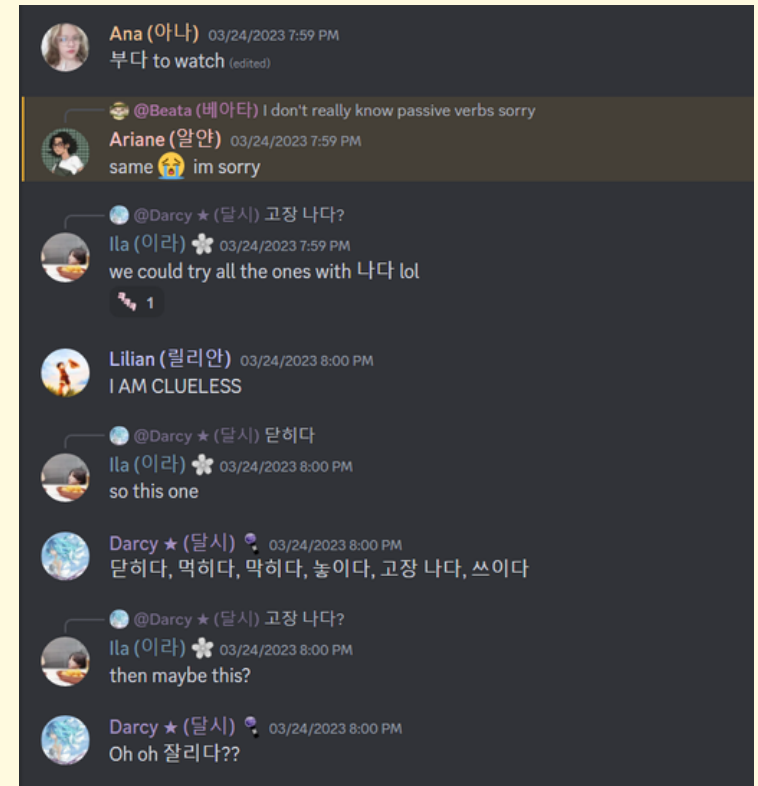 Ana (아나) 03/24/2023 7:59 PM
부다 to watch (edited)
@Beata (베아타) I don't really know passive verbs sorry
Ariane (알얀) 03/24/2023 7:59 PM
same 😭 im sorry
@Darcy ★ (달시) 고장 나다?
Ila (이라) 03/24/2023 7:59 PM
we could try all the ones with 나다 lol
1
Lilian (릴리안) 03/24/2023 8:00 PM
I AM CLUELESS
@Darcy ★ (달시) 닫히다
Ila (이라) 03/24/2023 8:00 PM
so this one
Darcy ★ (달시) 03/24/2023 8:00 PM
닫히다, 먹히다, 막히다, 놓이다, 고장 나다, 쓰이다
@Darcy ★ (달시) 고장 나다?
Ila (이라) 03/24/2023 8:00 PM
then maybe this?
Darcy ★ (달시) 03/24/2023 8:00 PM
Oh oh 잘리다??